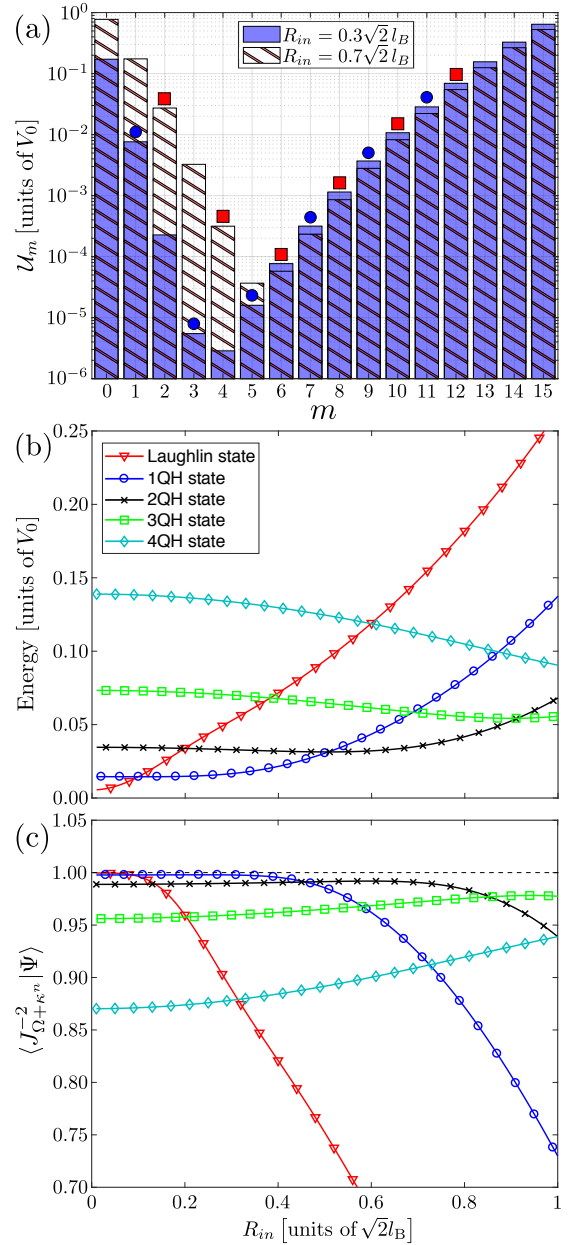 (a)
10^0
10^-1
10^-2
10^-3
10^-4
10^-5
10^-6
𝒰_m [units of V_0]
R_in = 0.3√2 l_B
R_in = 0.7√2 l_B
0 1 2 3 4 5 6 7 8 9 10 11 12 13 14 15
m
(b)
0.25
0.20
0.15
0.10
0.05
0.00
Energy [units of V_0]
Laughlin state
1QH state
2QH state
3QH state
4QH state
(c)
1.05
1.00
0.95
0.90
0.85
0.80
0.75
0.70
⟨J^-2_Ω+κ^n|Ψ⟩
0 0.2 0.4 0.6 0.8 1
R_in [units of √2l_B]